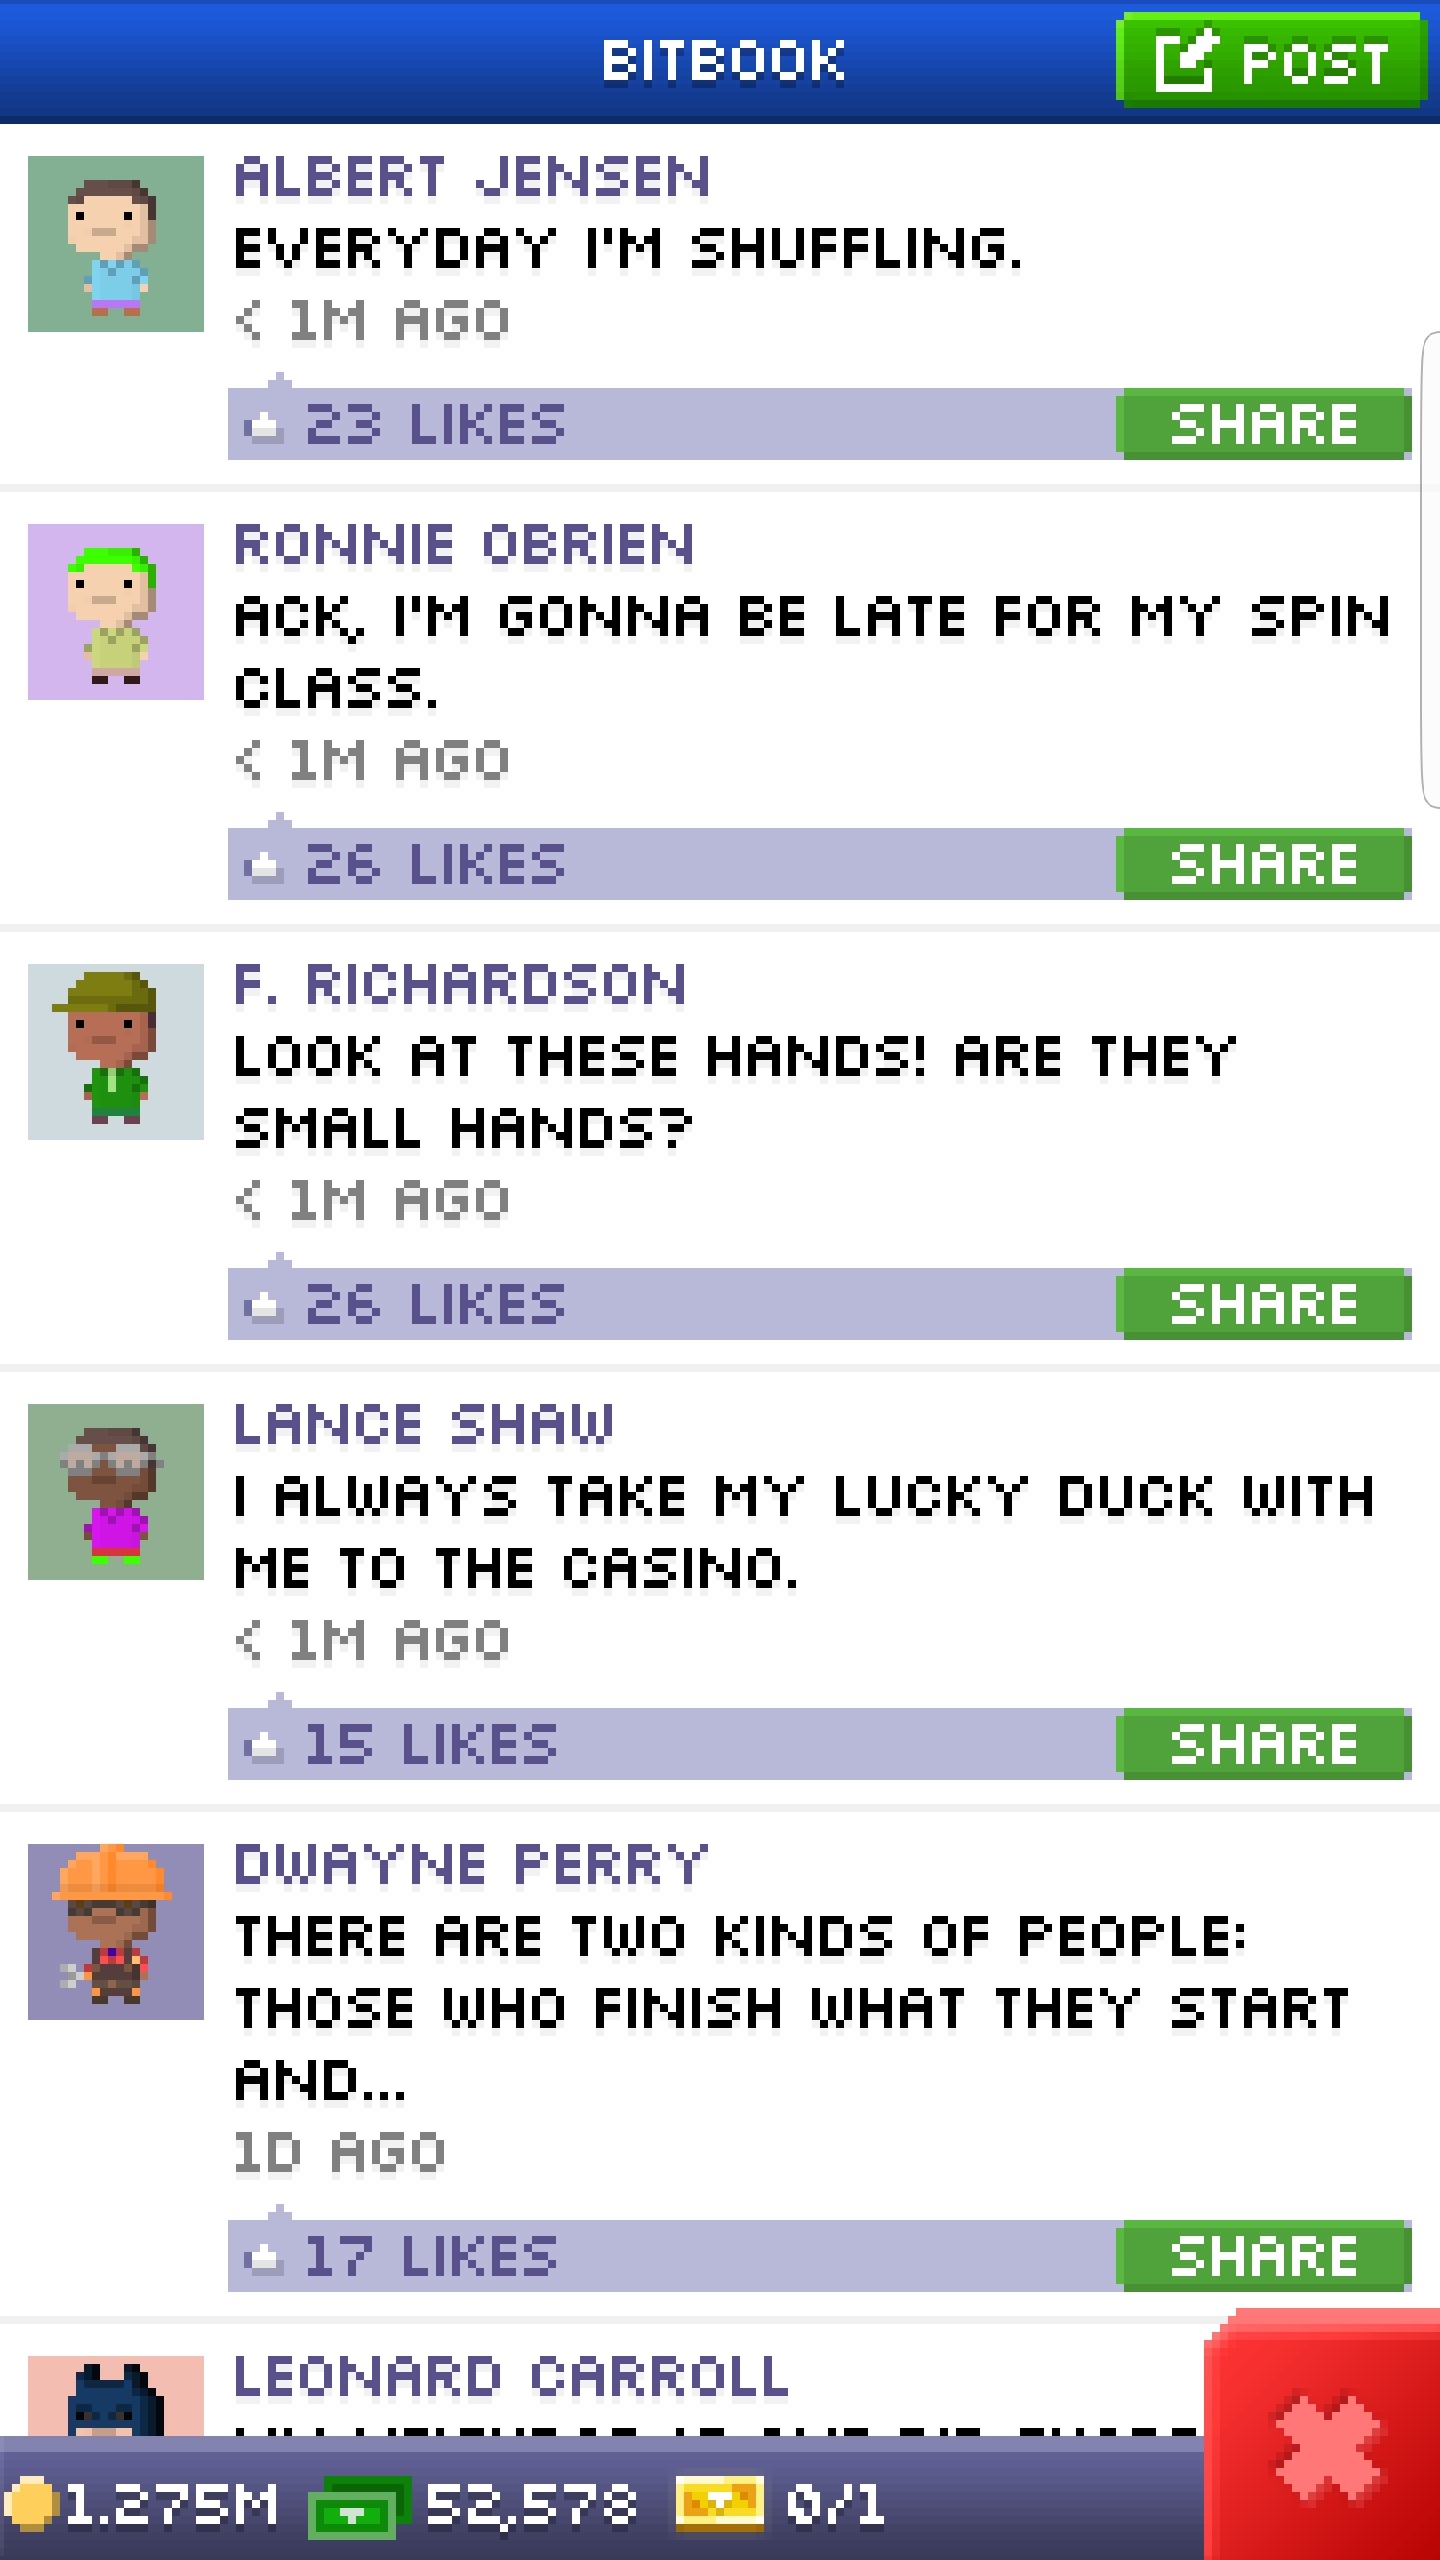 BITBOOK
POST
ALBERT JENSEN
EVERYDAY I'M SHUFFLING.
< 1M AGO
23 LIKES
SHARE
RONNIE OBRIEN
ACK, I'M GONNA BE LATE FOR MY SPIN
CLASS.
< 1M AGO
26 LIKES
SHARE
F. RICHARDSON
LOOK AT THESE HANDS! ARE THEY
SMALL HANDS?
< 1M AGO
26 LIKES
SHARE
LANCE SHAW
I ALWAYS TAKE MY LUCKY DUCK WITH
ME TO THE CASINO.
< 1M AGO
15 LIKES
SHARE
DWAYNE PERRY
THERE ARE TWO KINDS OF PEOPLE:
THOSE WHO FINISH WHAT THEY START
AND...
1D AGO
17 LIKES
SHARE
LEONARD CARROLL
1.275M 52,578 0/1